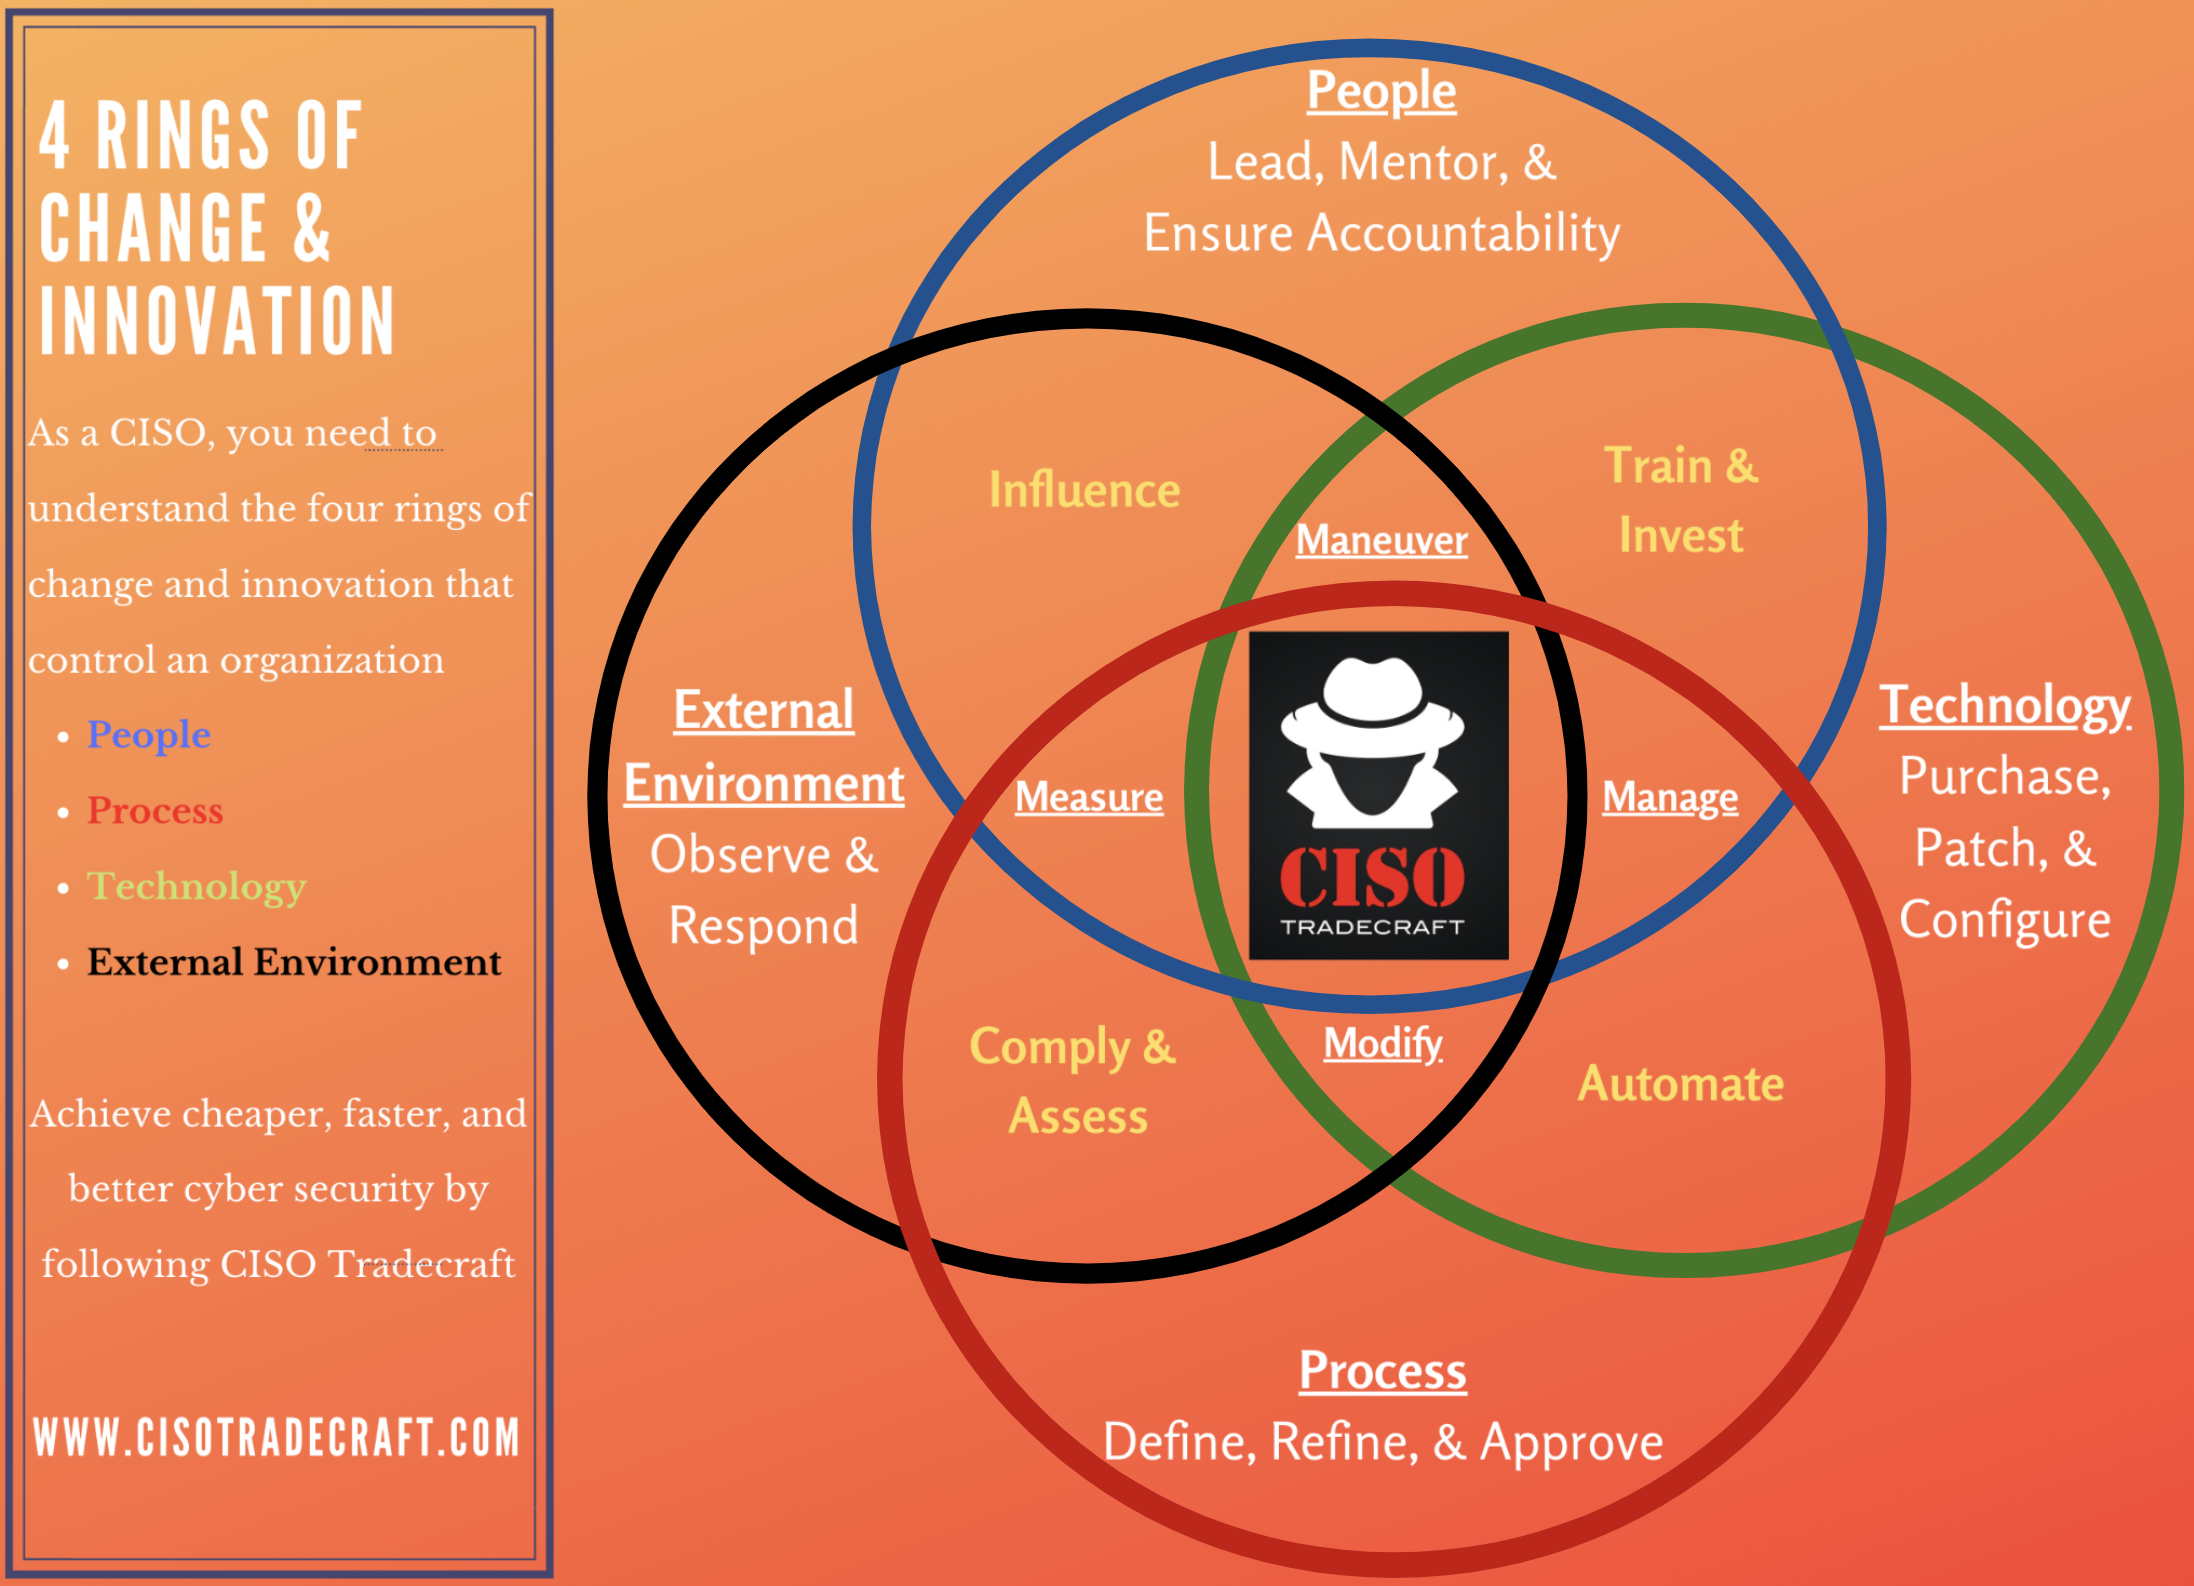 4 RINGS OF
CHANGE &
INNOVATION
As a CISO, you need to
understand the four rings of
change and innovation that
control an organization
• People
• Process
• Technology
• External Environment
Achieve cheaper, faster, and
better cyber security by
following CISO Tradecraft
WWW.CISOTRADECRAFT.COM
People
Lead, Mentor, &
Ensure Accountability
Influence
Train &
Invest
Maneuver
External
Environment
Observe &
Respond
Measure
CISO
TRADECRAFT
Manage
Technology
Purchase,
Patch, &
Configure
Comply &
Assess
Modify
Automate
Process
Define, Refine, & Approve